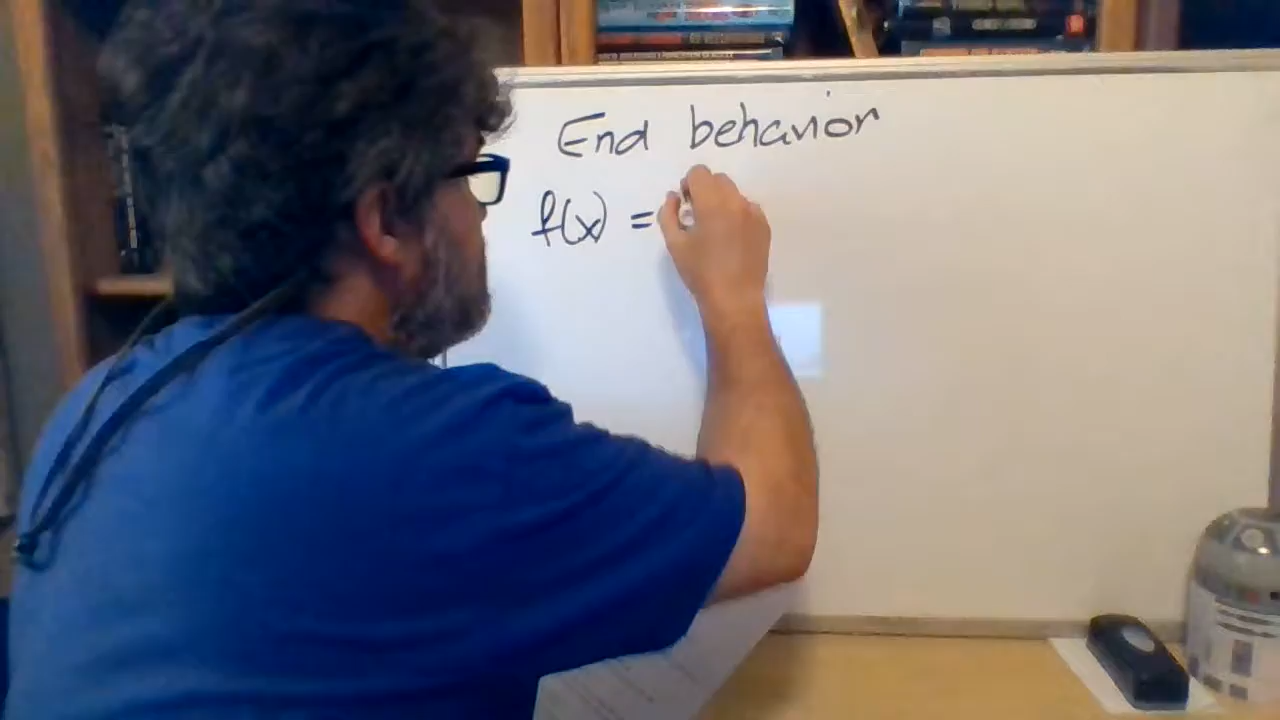 End behavior
f(x) =